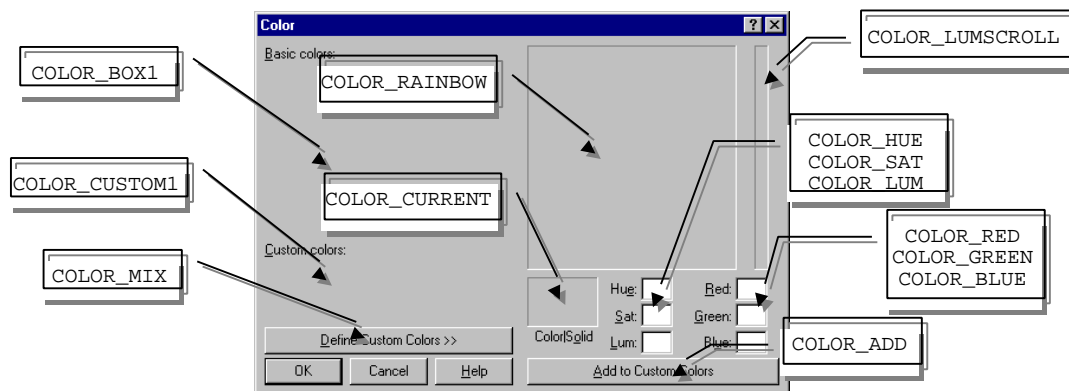 Color
? X
COLOR_LUMSCROLL
Basic colors:
COLOR_BOX1
COLOR_RAINBOW
COLOR_HUE
COLOR_SAT
COLOR_LUM
COLOR_CUSTOM1
COLOR_CURRENT
Custom colors:
COLOR_RED
COLOR_GREEN
COLOR_BLUE
COLOR_MIX
Hue:
Red:
Sat:
Green:
Color|Solid
Lum:
Blue:
Define Custom Colors >>
COLOR_ADD
OK
Cancel
Help
Add to Custom Colors